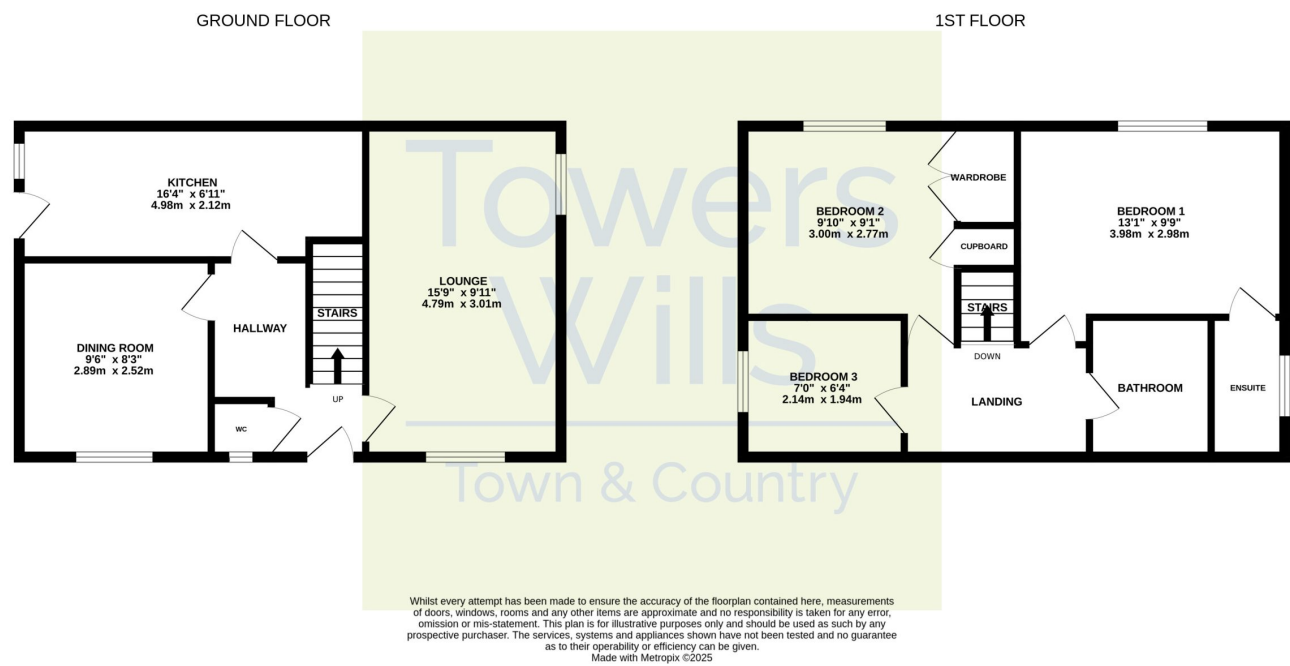 GROUND FLOOR
1ST FLOOR
KITCHEN
16'4" x 6'11"
4.98m x 2.12m
DINING ROOM
9'6" x 8'3"
2.89m x 2.52m
HALLWAY
STAIRS
UP
WC
LOUNGE
15'9" x 9'11"
4.79m x 3.01m
BEDROOM 2
9'10" x 9'1"
3.00m x 2.77m
WARDROBE
CUPBOARD
BEDROOM 1
13'1" x 9'9"
3.98m x 2.98m
STAIRS
DOWN
BEDROOM 3
7'0" x 6'4"
2.14m x 1.94m
LANDING
BATHROOM
ENSUITE
Towers
Wills
Town & Country
Whilst every attempt has been made to ensure the accuracy of the floorplan contained here, measurements
of doors, windows, rooms and any other items are approximate and no responsibility is taken for any error,
omission or mis-statement. This plan is for illustrative purposes only and should be used as such by any
prospective purchaser. The services, systems and appliances shown have not been tested and no guarantee
as to their operability or efficiency can be given.
Made with Metropix ©2025